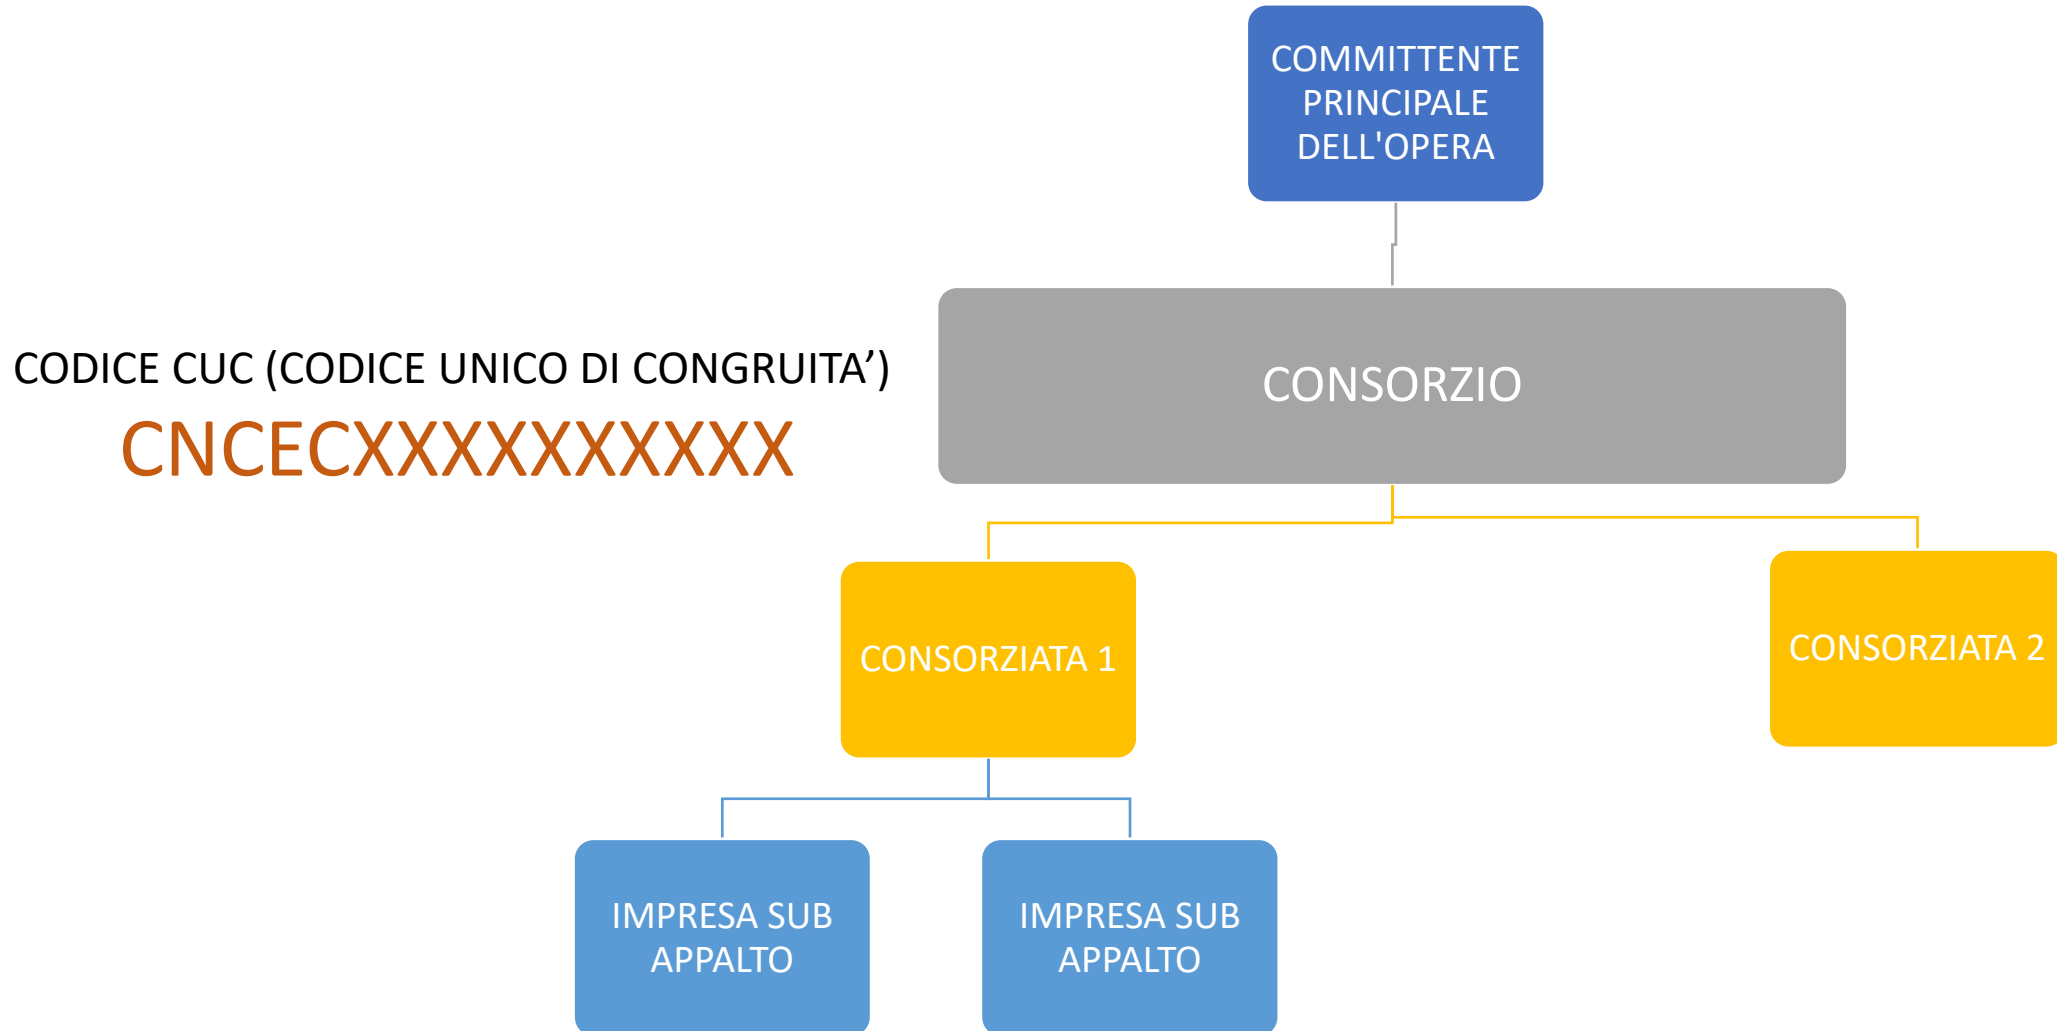 COMMITTENTE
PRINCIPALE
DELL'OPERA
CODICE CUC (CODICE UNICO DI CONGRUITA’)
CNCECXXXXXXXXXX
CONSORZIO
CONSORZIATA 1
CONSORZIATA 2
IMPRESA SUB
APPALTO
IMPRESA SUB
APPALTO